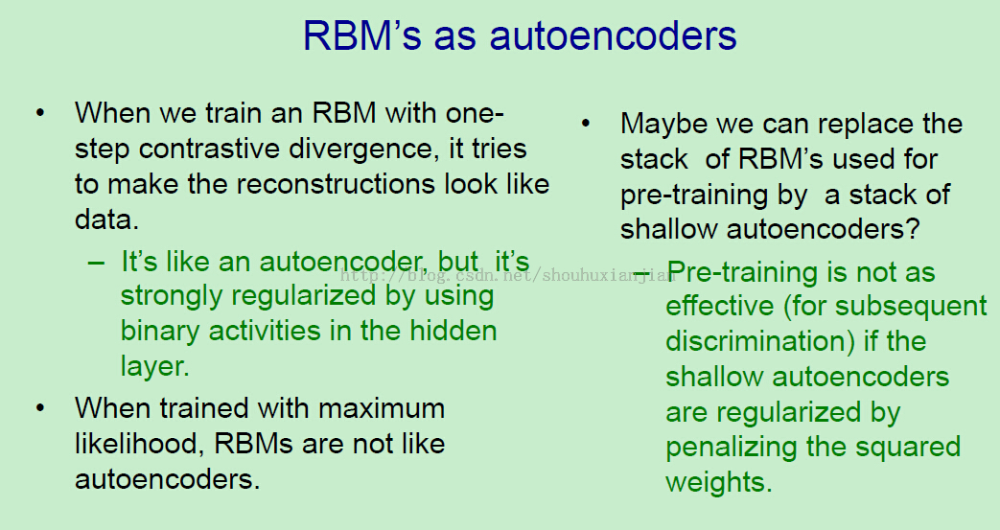 RBM's as autoencoders
• When we train an RBM with one-
step contrastive divergence, it tries
to make the reconstructions look like
data.
– It's like an autoencoder, but it's
strongly regularized by using
binary activities in the hidden
layer.
• When trained with maximum
likelihood, RBMs are not like
autoencoders.
• Maybe we can replace the
stack of RBM's used for
pre-training by a stack of
shallow autoencoders?
– Pre-training is not as
effective (for subsequent
discrimination) if the
shallow autoencoders
are regularized by
penalizing the squared
weights.
http://blog.csdn.net/shouhuxianjian